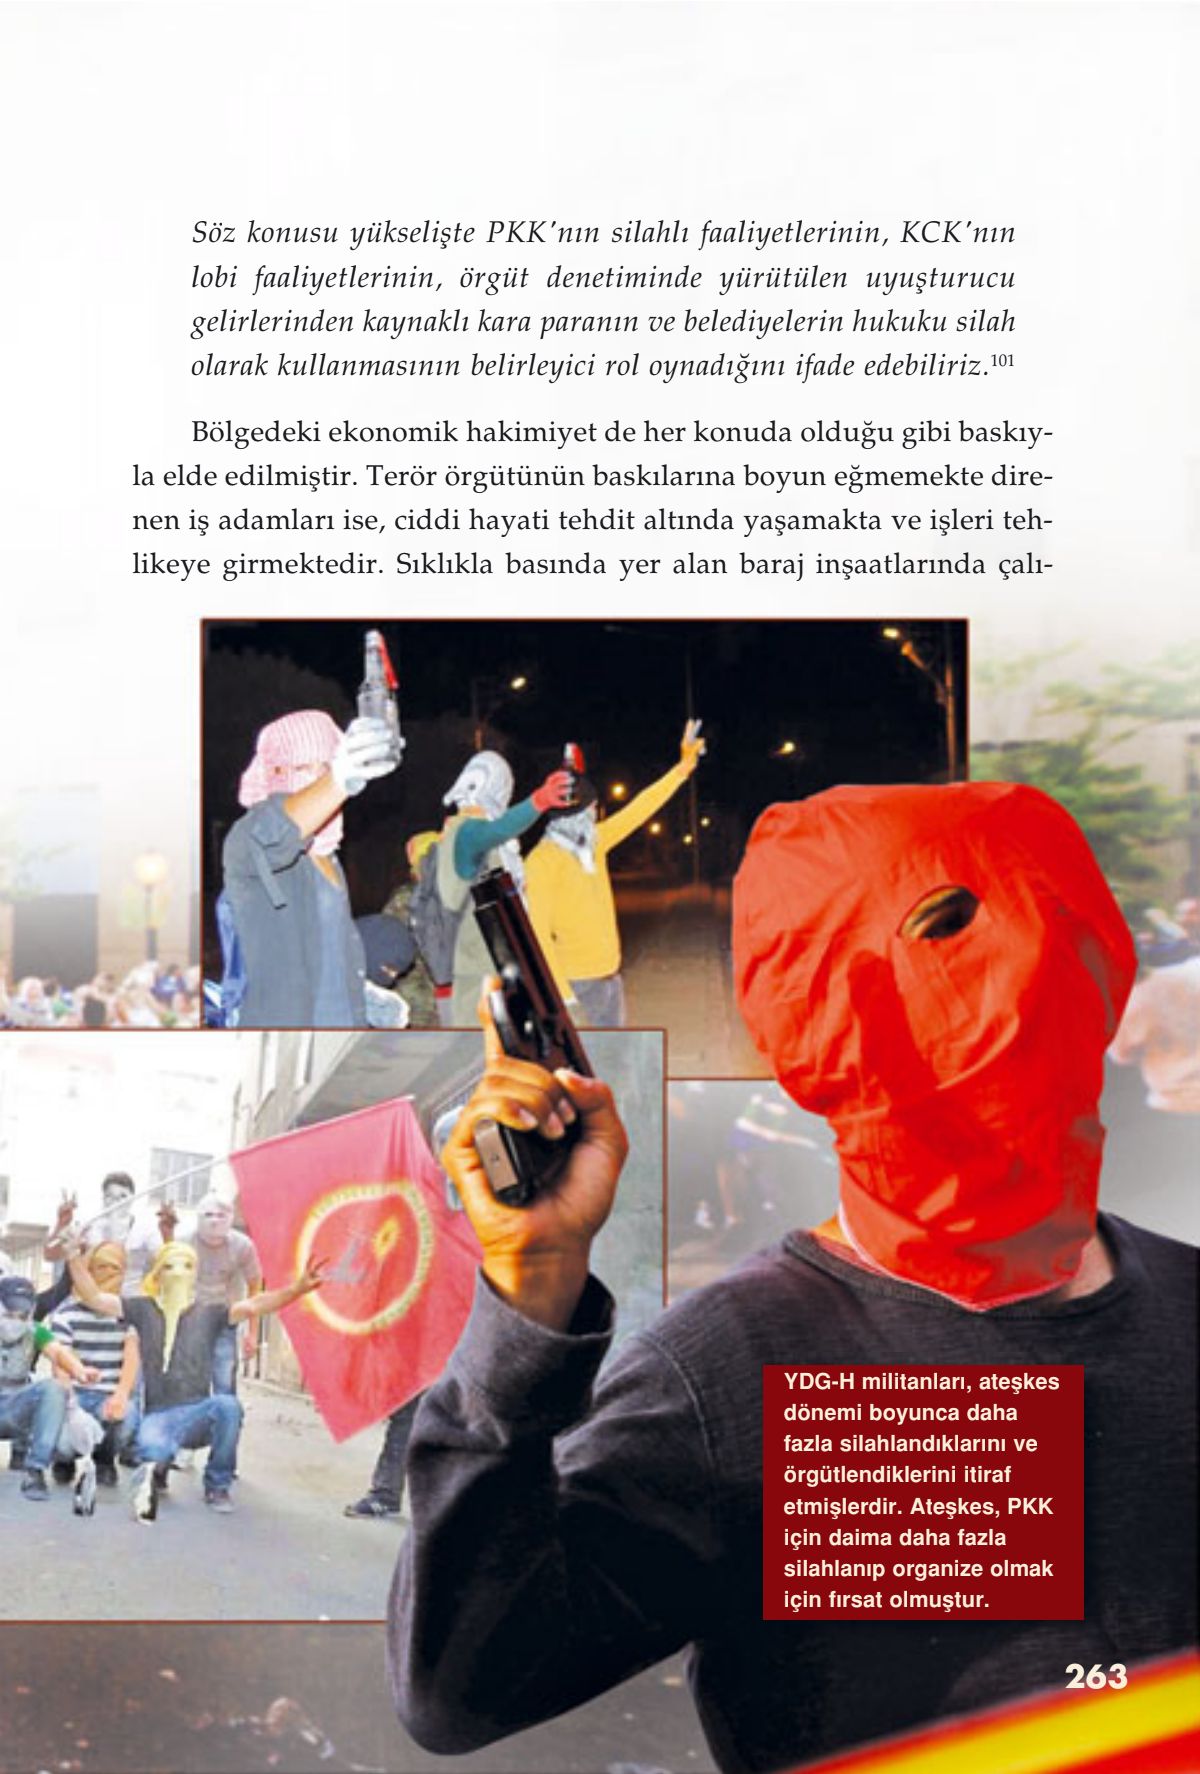 Söz konusu yükselişte PKK'nın silahlı faaliyetlerinin, KCK'nın
lobi faaliyetlerinin, örgüt denetiminde yürütülen uyuşturucu
gelirlerinden kaynaklı kara paranın ve belediyelerin hukuku silah
olarak kullanmasının belirleyici rol oynadığını ifade edebiliriz.101
Bölgedeki ekonomik hakimiyet de her konuda olduğu gibi baskıy-
la elde edilmiştir. Terör örgütünün baskılarına boyun eğmemekte dire-
nen iş adamları ise, ciddi hayati tehdit altında yaşamakta ve işleri teh-
likeye girmektedir. Sıklıkla basında yer alan baraj inşaatlarında çalı-
YDG-H militanları, ateşkes
dönemi boyunca daha
fazla silahlandıklarını ve
örgütlendiklerini itiraf
etmişlerdir. Ateşkes, PKK
için daima daha fazla
silahlanıp organize olmak
için fırsat olmuştur.
263